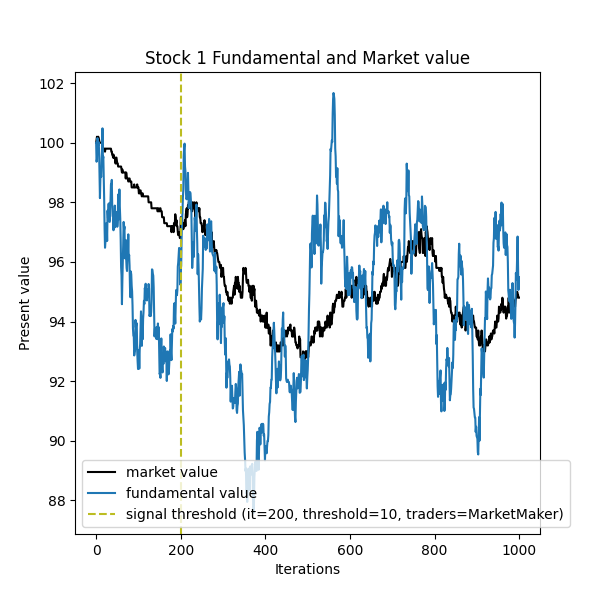 Stock 1 Fundamental and Market value
102
100
98
96
94
92
90
88
Present value
market value
fundamental value
signal threshold (it=200, threshold=10, traders=MarketMaker)
0 200 400 600 800 1000
Iterations